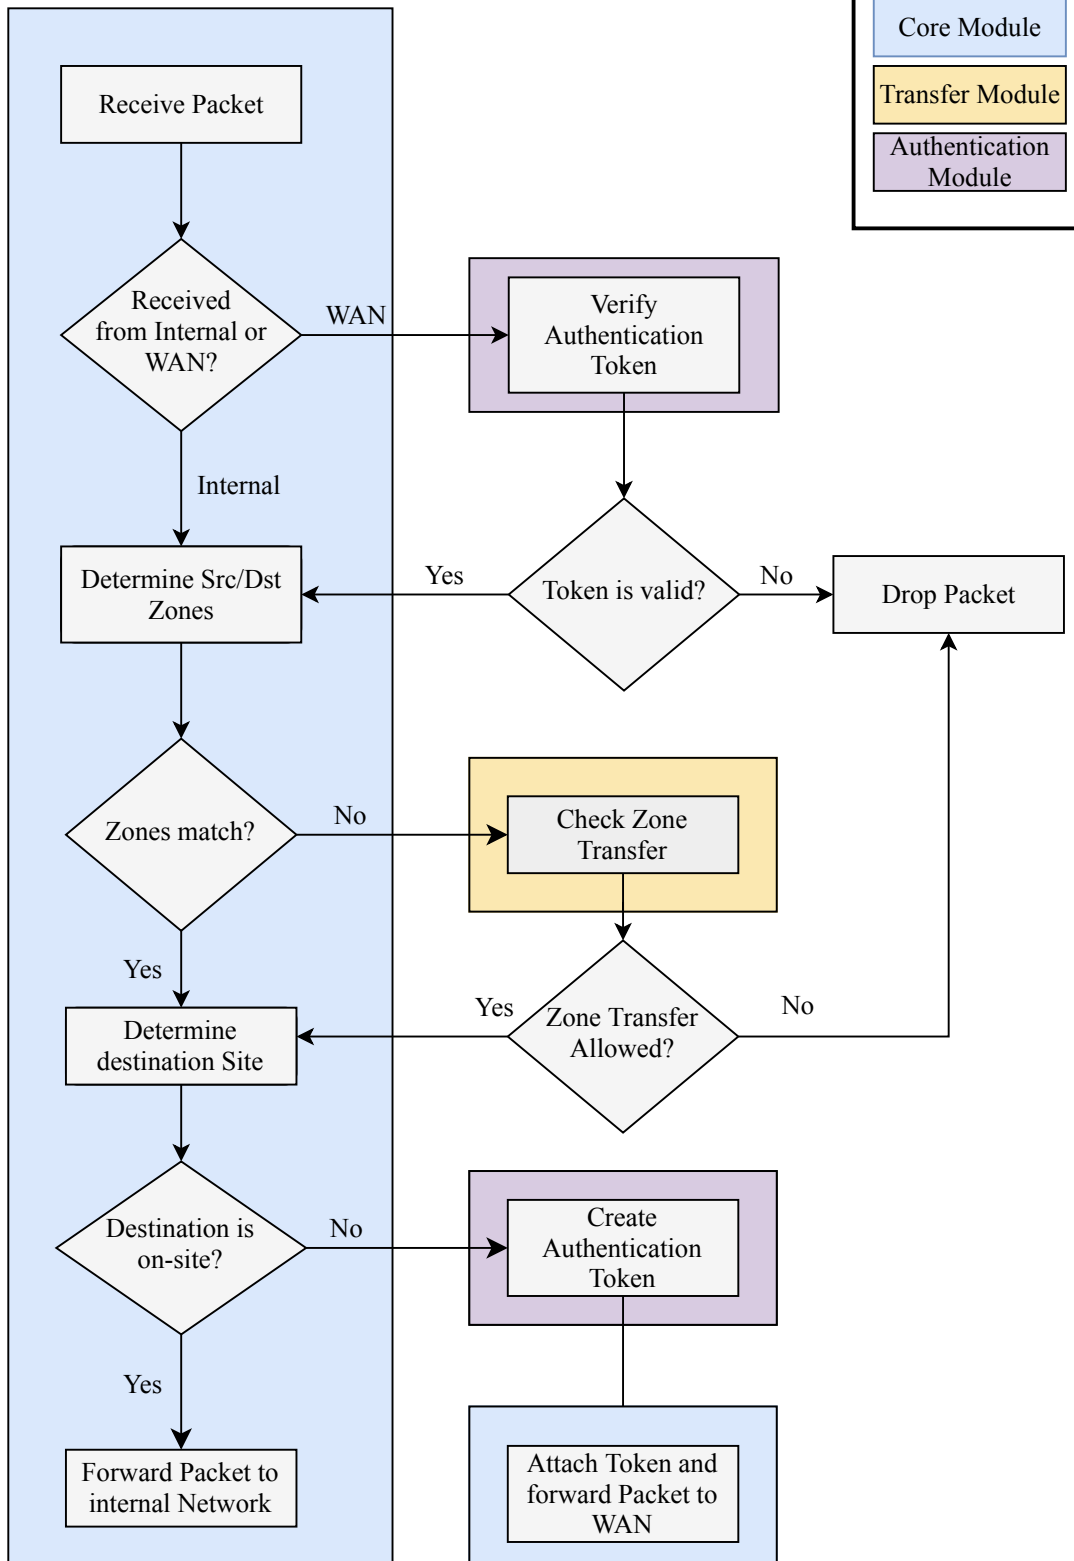 Core Module
Transfer Module
Authentication
Module
Receive Packet
Received
from Internal or
WAN?
WAN
Verify
Authentication
Token
Internal
Determine Src/Dst
Zones
Yes
Token is valid?
No
Drop Packet
Zones match?
No
Check Zone
Transfer
Yes
Determine
destination Site
Yes
Zone Transfer
Allowed?
No
Destination is
on-site?
No
Create
Authentication
Token
Yes
Forward Packet to
internal Network
Attach Token and
forward Packet to
WAN